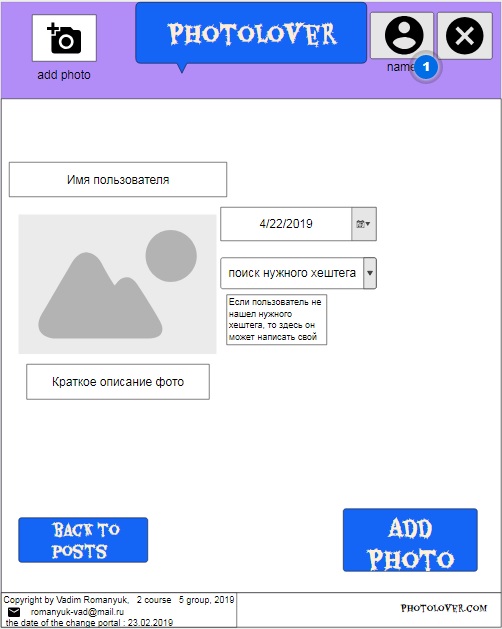 PHOTOLOVER
add photo
name
1
Имя пользователя
4/22/2019
поиск нужного хештега
Если пользователь не
нашел нужного
хештега, то здесь он
может написать свой
Краткое описание фото
BACK TO
POSTS
ADD
PHOTO
Copyright by Vadim Romanyuk, 2 course 5 group, 2019
romanyuk-vad@mail.ru
the date of the change portal : 23.02.2019
PHOTOLOVER.COM